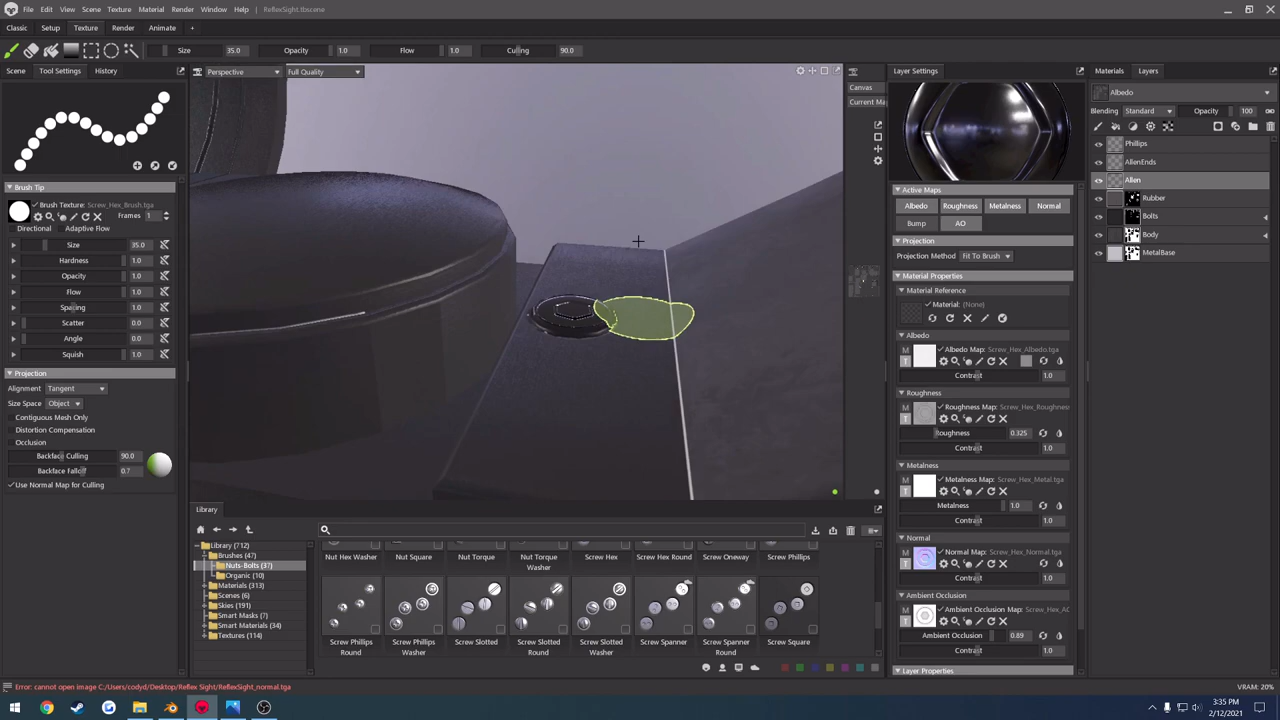 File Edit View Scene Texture Material Render Windows Help ReflexSight.tbscene
Classic Setup Texture Render Animate +
Size 35.0 Opacity 1.0 Flow 1.0 Culling 90.0
Scene Tool Settings History
Perspective Full Quality
Canvas
Current Ma
Layer Settings
Materials Layers
Albedo
Blending Standard Opacity 100
Phillips
AllenEnds
Allen
Rubber
Bolts
Body
MetalBase
Brush Tip
Brush Texture: Screw_Hex_Brush.tga
Frames 1
Directional Adaptive Flow
Size 35.0
Hardness 1.0
Opacity 1.0
Flow 1.0
Spacing 1.0
Scatter 0.0
Angle 0.0
Squish 1.0
Projection
Alignment Tangent
Size Space Object
Contiguous Mesh Only
Distortion Compensation
Occlusion
Backface Culling 90.0
Backface Falloff 0.7
Use Normal Map for Culling
Active Maps
Albedo Roughness Metalness Normal
Bump AO
Projection
Projection Method Fit To Brush
Material Properties
Material Reference
Material: (None)
Albedo
M
T
Albedo Map: Screw_Hex_Albedo.tga
Contrast 1.0
Roughness
M
T
Roughness Map: Screw_Hex_Roughness
Roughness 0.325
Contrast 1.0
Metalness
M
T
Metalness Map: Screw_Hex_Metal.tga
Metalness 1.0
Contrast 1.0
Normal
M
T
Normal Map: Screw_Hex_Normal.tga
Contrast 1.0
Ambient Occlusion
M
T
Ambient Occlusion Map: Screw_Hex_AO
Ambient Occlusion 0.89
Contrast 1.0
Layer Properties
Library
Library (712)
Brushes (47)
Nuts-Bolts (37)
Organic (10)
Materials (313)
Scenes (6)
Skies (191)
Smart Masks (7)
Smart Materials (34)
Textures (114)
Nut Hex Washer Nut Square Nut Torque Nut Torque Washer Screw Hex Screw Hex Round Screw Oneway Screw Phillips
Screw Phillips Round Screw Phillips Washer Screw Slotted Screw Slotted Round Screw Slotted Washer Screw Spanner Screw Spanner Round Screw Square
Error: cannot open image C:/Users/codyd/Desktop/Reflex Sight/ReflexSight_normal.tga
VRAM: 20%
3:35 PM
2/12/2021